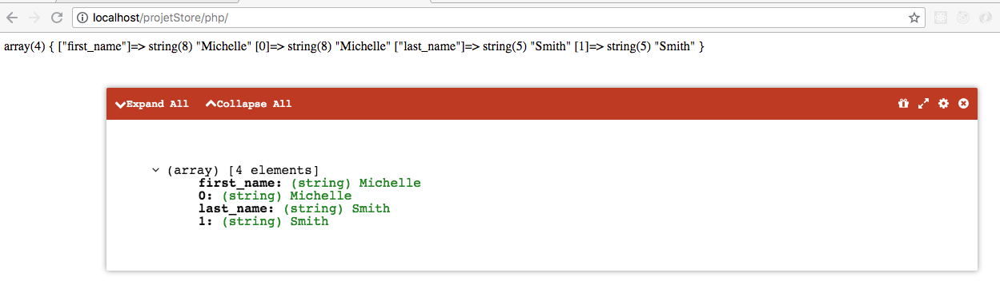 localhost/projetStore/php/
array(4) { ["first_name"]=> string(8) "Michelle" [0]=> string(8) "Michelle" ["last_name"]=> string(5) "Smith" [1]=> string(5) "Smith" }
Expand All Collapse All
(array) [4 elements]
first_name: (string) Michelle
0: (string) Michelle
last_name: (string) Smith
1: (string) Smith